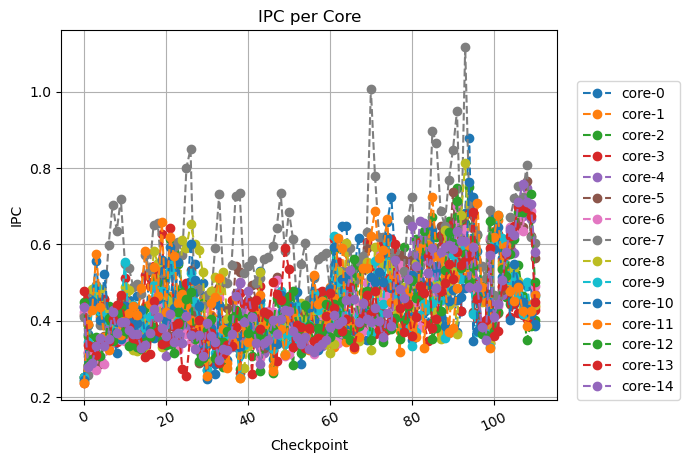 IPC per Core
IPC
1.0
0.8
0.6
0.4
0.2
0
20
40
60
80
100
Checkpoint
core-0
core-1
core-2
core-3
core-4
core-5
core-6
core-7
core-8
core-9
core-10
core-11
core-12
core-13
core-14